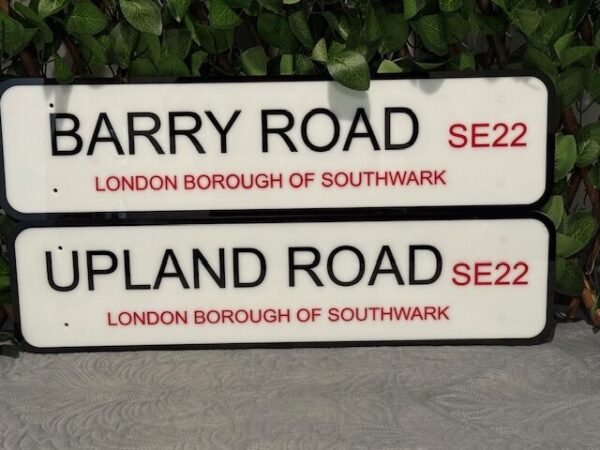 BARRY ROAD SE22
LONDON BOROUGH OF SOUTHWARK
UPLAND ROAD SE22
LONDON BOROUGH OF SOUTHWARK